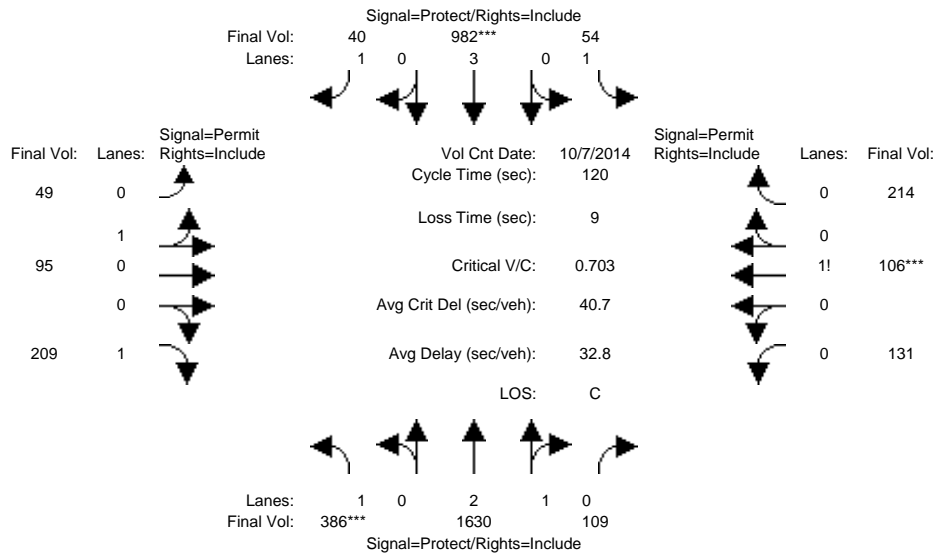 Signal=Protect/Rights=Include
Final Vol: 40 982*** 54
Lanes: 1 0 3 0 1
Signal=Permit
Final Vol: Lanes: Rights=Include
Vol Cnt Date: 10/7/2014
Signal=Permit
Rights=Include Lanes: Final Vol:
Cycle Time (sec): 120
49 0
0 214
Loss Time (sec): 9
1
0
95 0
Critical V/C: 0.703
1! 106***
0
Avg Crit Del (sec/veh): 40.7
0
209 1
Avg Delay (sec/veh): 32.8
0 131
LOS: C
Lanes: 1 0 2 1 0
Final Vol: 386*** 1630 109
Signal=Protect/Rights=Include